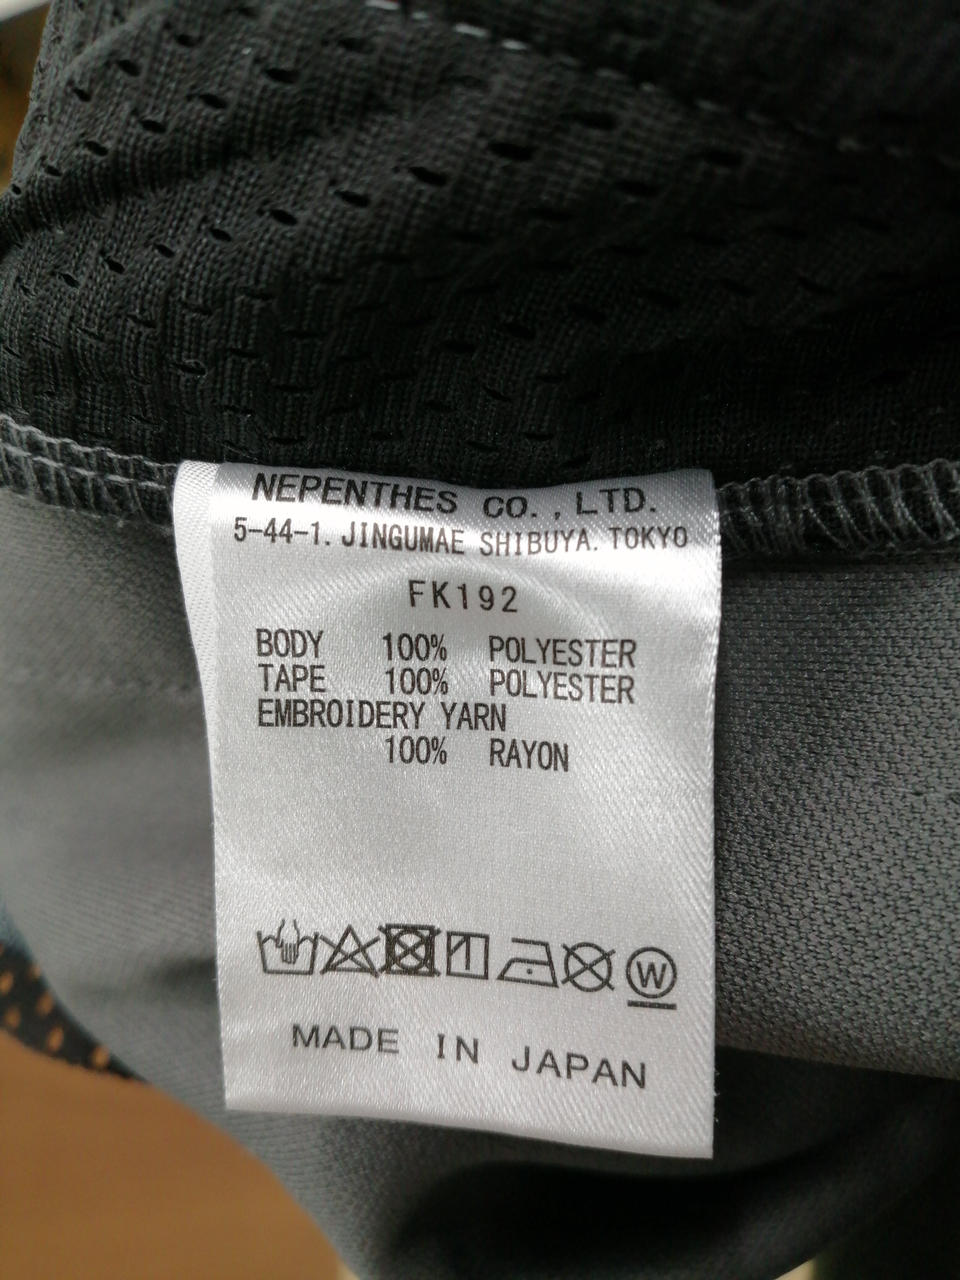 NEPENTHES CO., LTD.
5-44-1. JINGUMAE SHIBUYA. TOKYO
FK192
BODY 100% POLYESTER
TAPE 100% POLYESTER
EMBROIDERY YARN
100% RAYON
W
MADE IN JAPAN